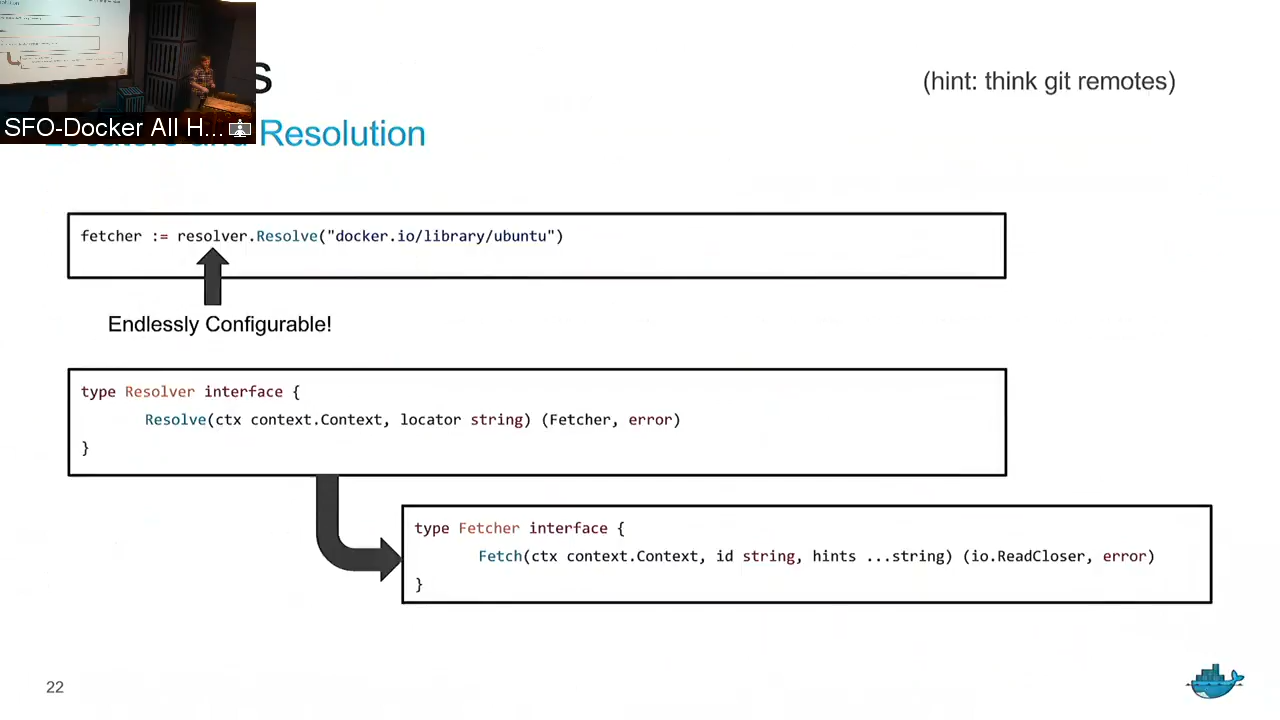 SFO-Docker All H...
(hint: think git remotes)
Locators and Resolution
fetcher := resolver.Resolve("docker.io/library/ubuntu")
Endlessly Configurable!
type Resolver interface {
Resolve(ctx context.Context, locator string) (Fetcher, error)
}
type Fetcher interface {
Fetch(ctx context.Context, id string, hints ...string) (io.ReadCloser, error)
}
22